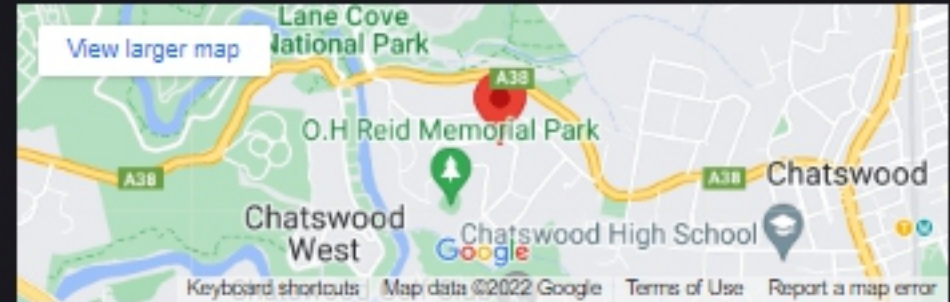 Lane Cove
National Park
View larger map
A38
O.H Reid Memorial Park
A38
A38
Chatswood
Chatswood
West
Chatswood High School
Google
T
M
Keyboard shortcuts
Map data ©2022 Google
Terms of Use
Report a map error